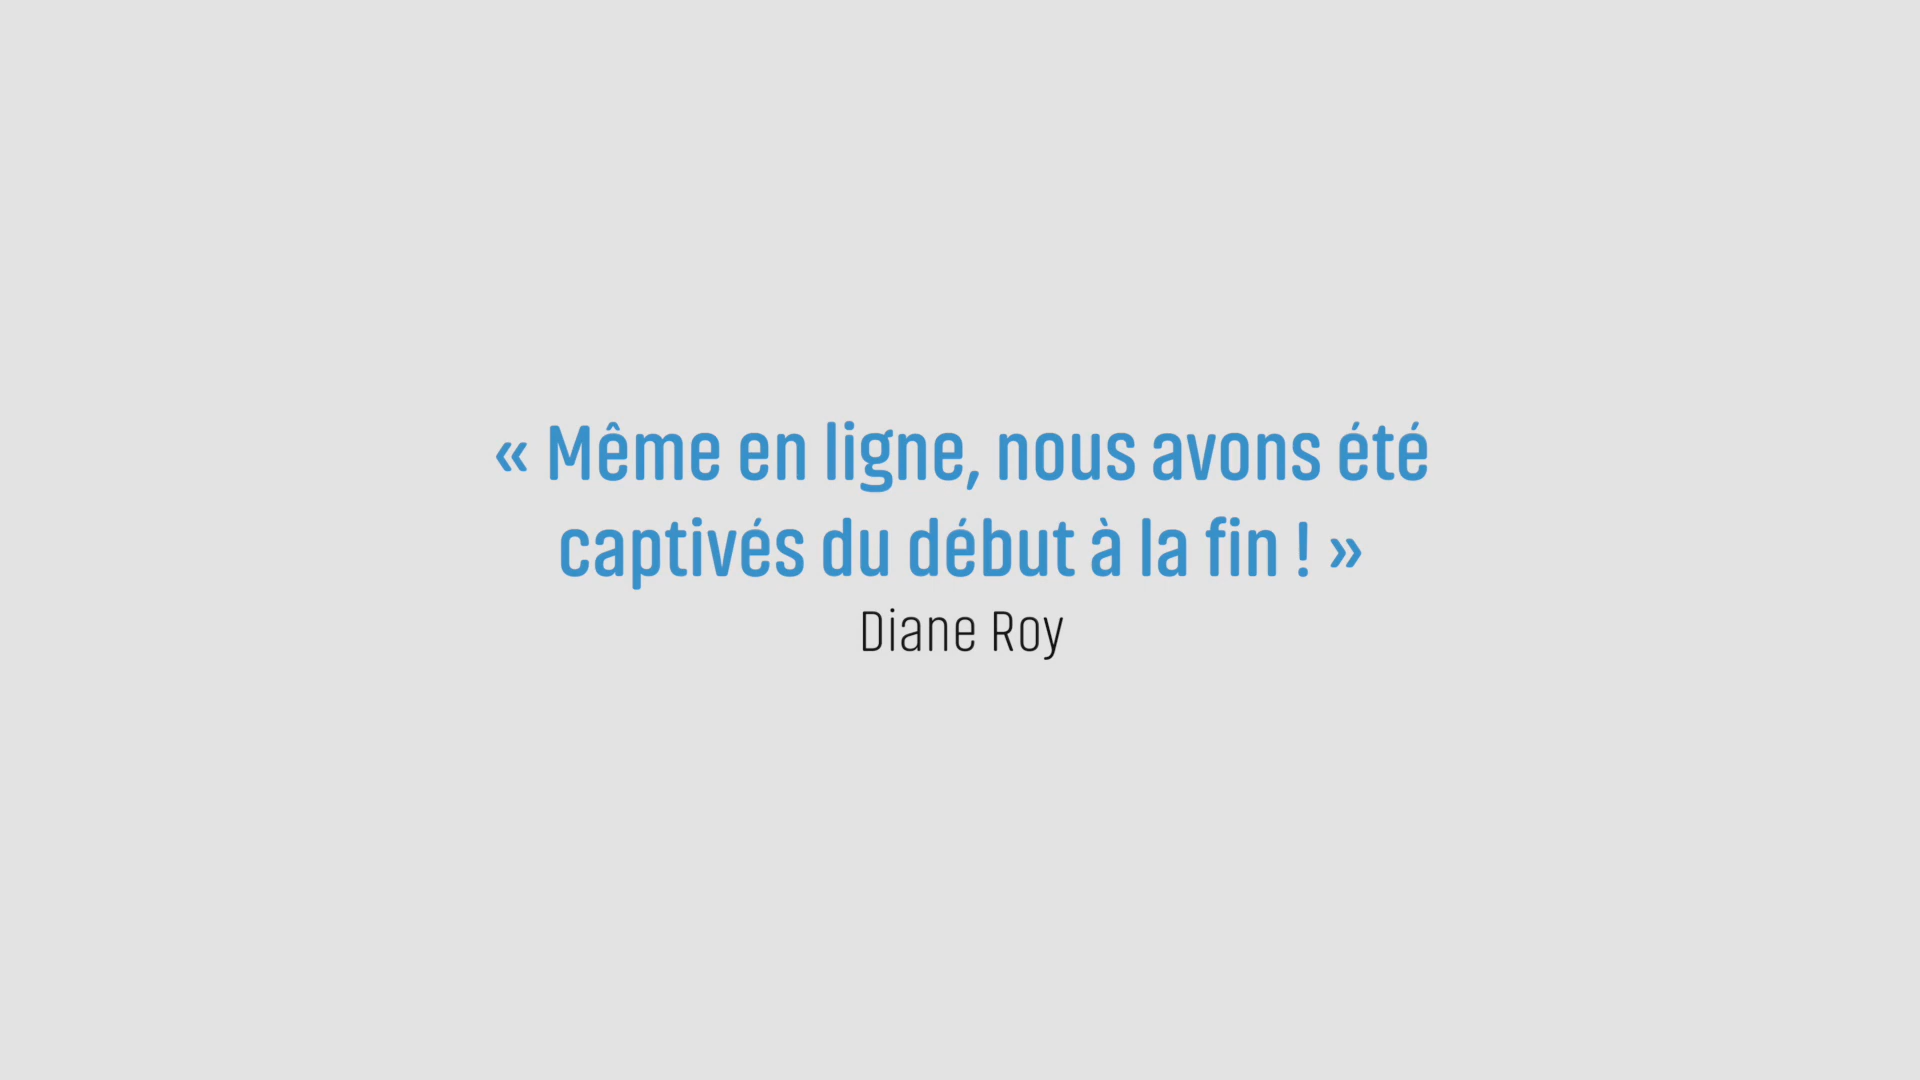 « Même en ligne, nous avons été
captivés du début à la fin ! »
Diane Roy